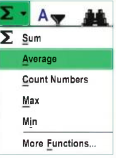 Σ A
Σ Sum
Average
Count Numbers
Max
Min
More Functions...